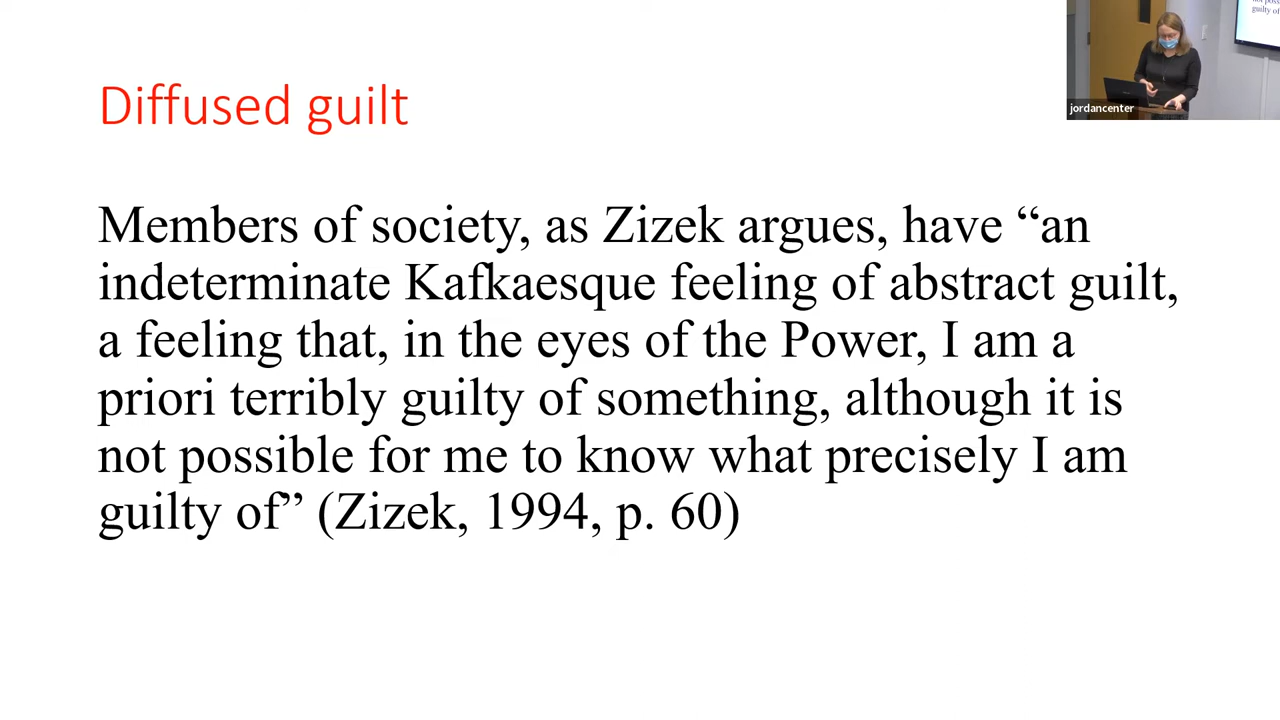 Diffused guilt
Members of society, as Zizek argues, have “an
indeterminate Kafkaesque feeling of abstract guilt,
a feeling that, in the eyes of the Power, I am a
priori terribly guilty of something, although it is
not possible for me to know what precisely I am
guilty of” (Zizek, 1994, p. 60)
jordancenter
guilty of